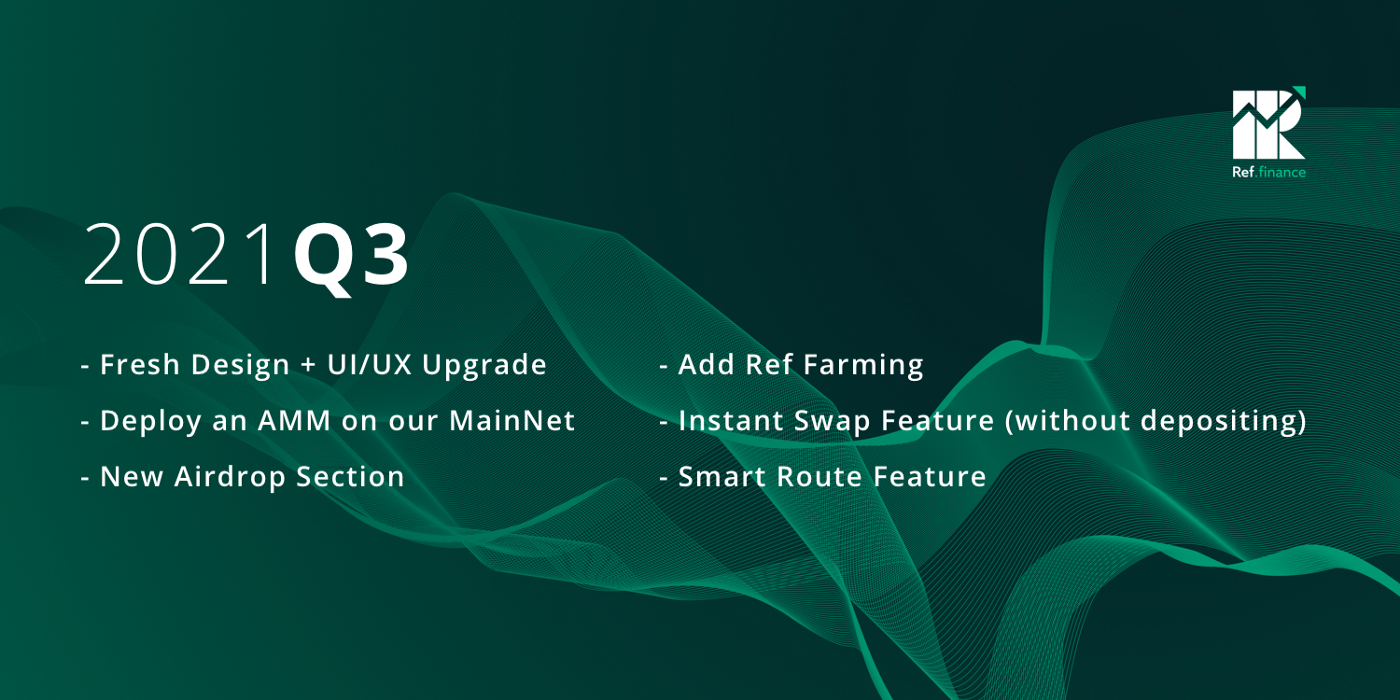 Ref.finance
2021Q3
- Fresh Design + UI/UX Upgrade
- Deploy an AMM on our MainNet
- New Airdrop Section
- Add Ref Farming
- Instant Swap Feature (without depositing)
- Smart Route Feature